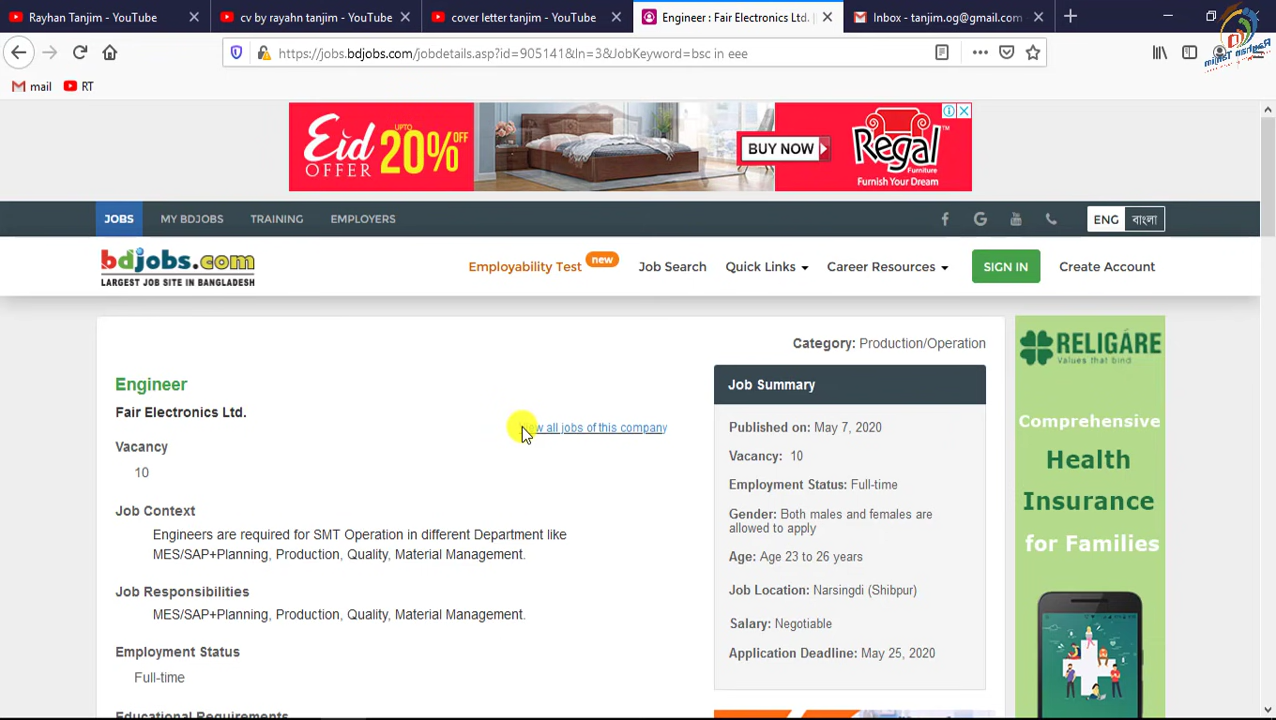 Rayhan Tanjim - YouTube
cv by rayahn tanjim - YouTube
cover letter tanjim - YouTube
Engineer : Fair Electronics Ltd. |
Inbox - tanjim.og@gmail.com
https://jobs.bdjobs.com/jobdetails.asp?id=905141&ln=3&JobKeyword=bsc in eee
mail
RT
Rayhan Tanjim
Eid
OFFER
UPTO
20% OFF
BUY NOW
Regal
Furniture
Furnish Your Dream
JOBS
MY BDJOBS
TRAINING
EMPLOYERS
ENG
বাংলা
bdjobs.com
LARGEST JOB SITE IN BANGLADESH
Employability Test
new
Job Search
Quick Links
Career Resources
SIGN IN
Create Account
Category: Production/Operation
Engineer
Fair Electronics Ltd.
all jobs of this company
Vacancy
10
Job Context
Engineers are required for SMT Operation in different Department like
MES/SAP+Planning, Production, Quality, Material Management.
Job Responsibilities
MES/SAP+Planning, Production, Quality, Material Management.
Employment Status
Full-time
Educational Requirements
Job Summary
Published on: May 7, 2020
Vacancy: 10
Employment Status: Full-time
Gender: Both males and females are
allowed to apply
Age: Age 23 to 26 years
Job Location: Narsingdi (Shibpur)
Salary: Negotiable
Application Deadline: May 25, 2020
RELIGARE
Values that bind
Comprehensive
Health
Insurance
for Families